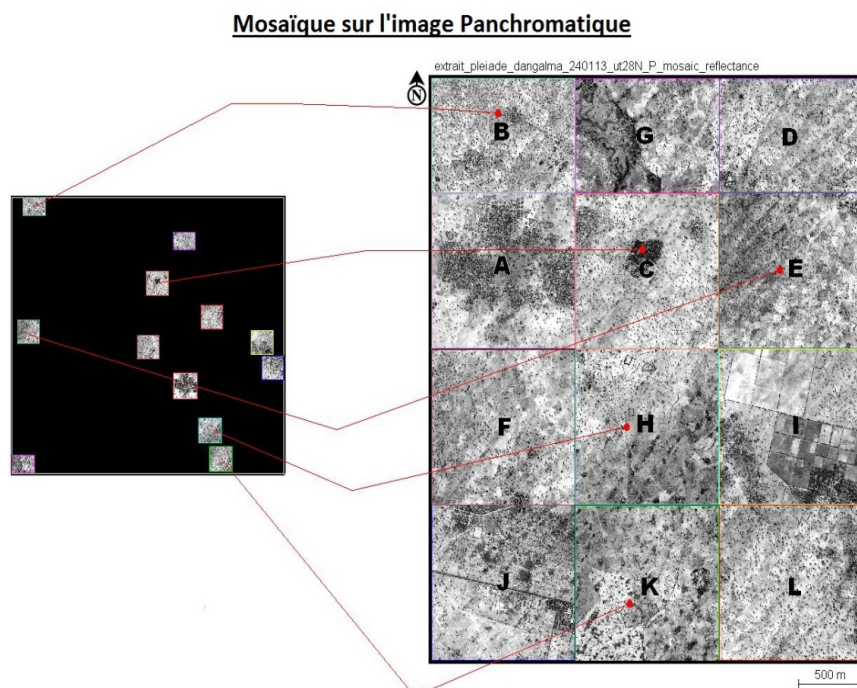 Mosaïque sur l'image Panchromatique
extrait_pleiade_dangalma_240113_ut28N_P_mosaic_reflectance
N
B
G
D
A
C
E
F
H
I
J
K
L
500 m